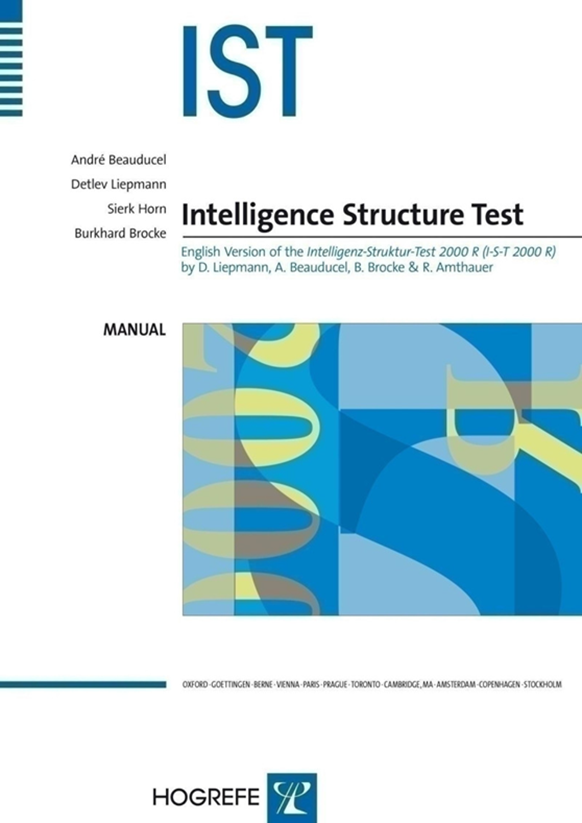 IST
André Beauducel
Detlev Liepmann
Sierk Horn
Burkhard Brocke
Intelligence Structure Test
English Version of the Intelligenz-Struktur-Test 2000 R (I-S-T 2000 R)
by D. Liepmann, A. Beauducel, B. Brocke & R. Amthauer
MANUAL
2000
R
OXFORD · GOETTINGEN · BERNE · VIENNA · PARIS · PRAGUE · TORONTO · CAMBRIDGE, MA · AMSTERDAM · COPENHAGEN · STOCKHOLM
HOGREFE